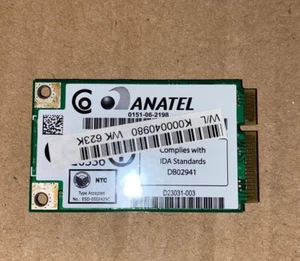 ANATEL
0151-06-2198
W/L K000040980 WK 623K
Complies with
IDA Standards
DB02941
NTC
Type Accepted
D23031-003